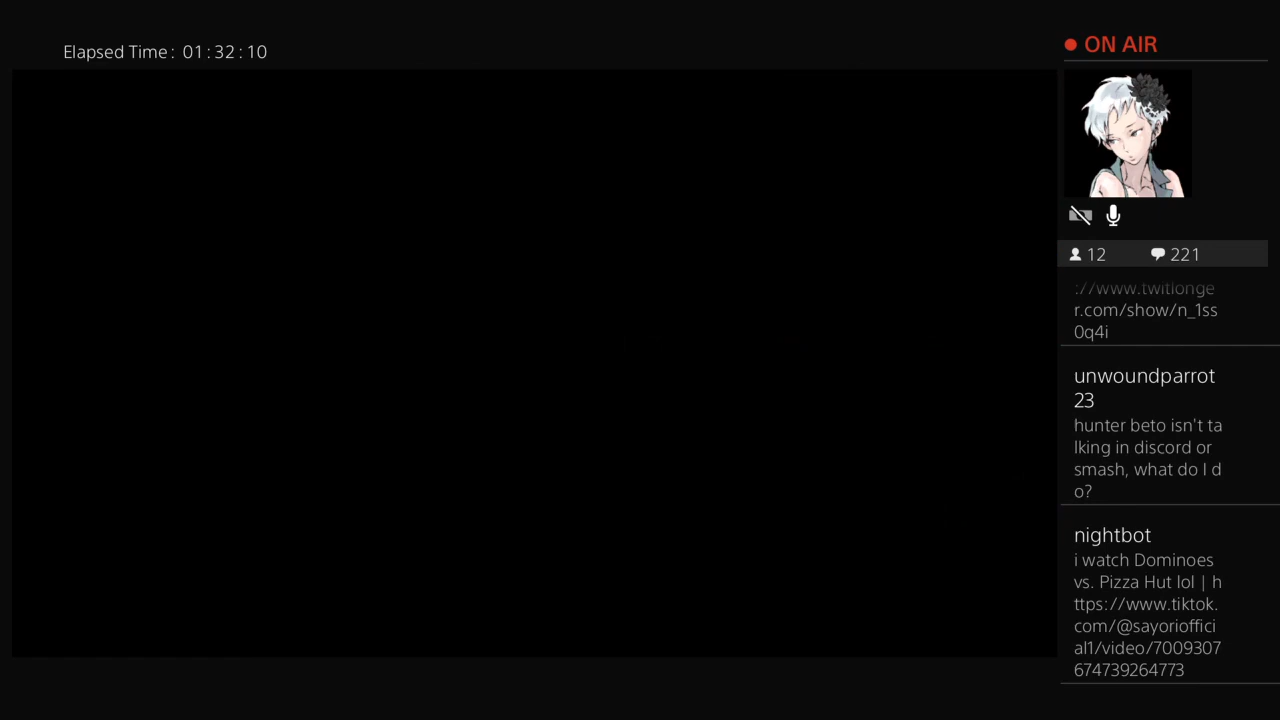 Elapsed Time: 01:32:10
ON AIR
12 221
://www.twitlonge
r.com/show/n_1ss
0q4i
unwoundparrot
23
hunter beto isn't ta
lking in discord or
smash, what do I d
o?
nightbot
i watch Dominoes
vs. Pizza Hut lol | h
ttps://www.tiktok.
com/@sayorioffici
al1/video/7009307
674739264773